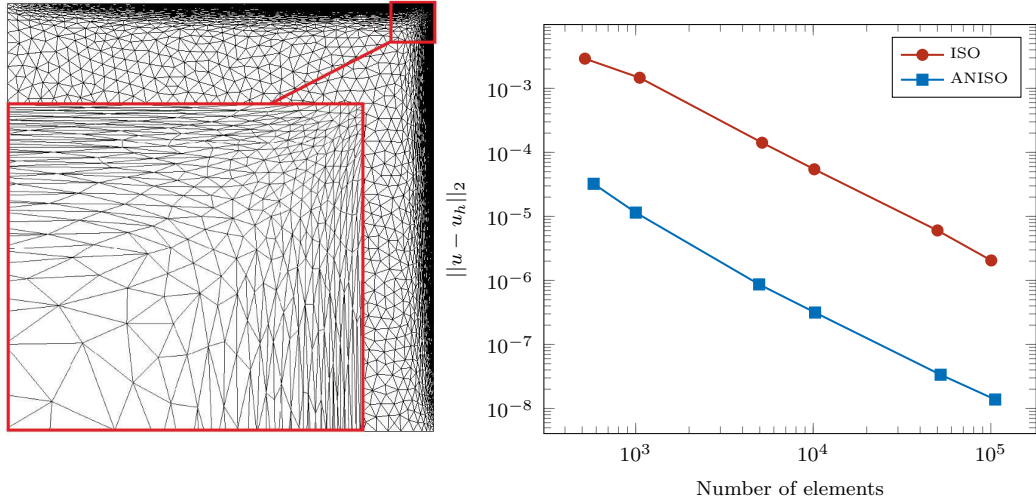 ISO
ANISO
10^{-3}
10^{-4}
10^{-5}
10^{-6}
10^{-7}
10^{-8}
||u − u_h||_2
10^3
10^4
10^5
Number of elements